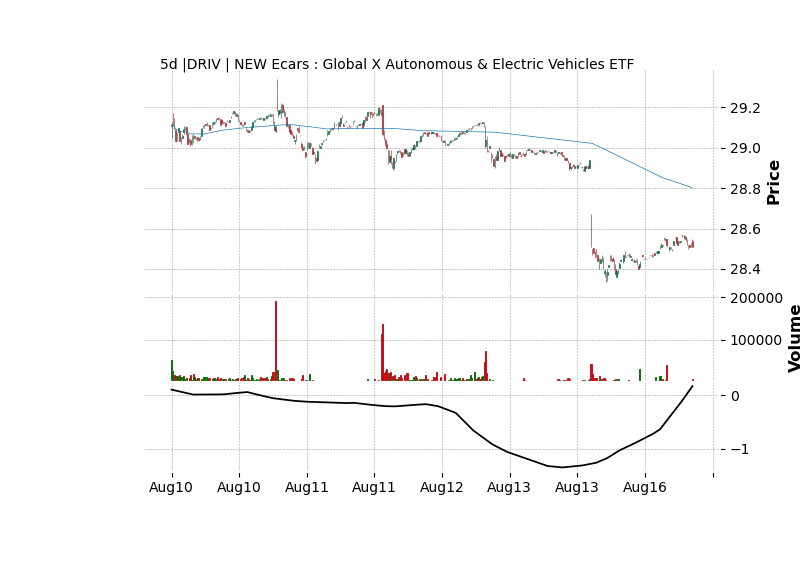 5d |DRIV | NEW Ecars : Global X Autonomous & Electric Vehicles ETF
29.2
29.0
28.8
28.6
28.4
Price
200000
100000
Volume
0
−1
Aug10 Aug10 Aug11 Aug11 Aug12 Aug13 Aug13 Aug16